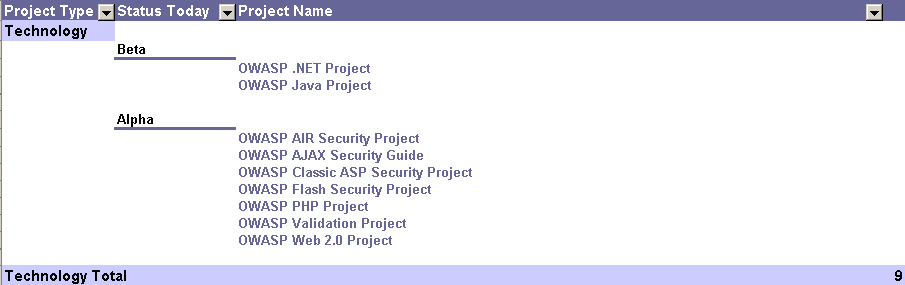 Project Type Status Today Project Name
Technology
Beta
OWASP .NET Project
OWASP Java Project
Alpha
OWASP AIR Security Project
OWASP AJAX Security Guide
OWASP Classic ASP Security Project
OWASP Flash Security Project
OWASP PHP Project
OWASP Validation Project
OWASP Web 2.0 Project
Technology Total 9